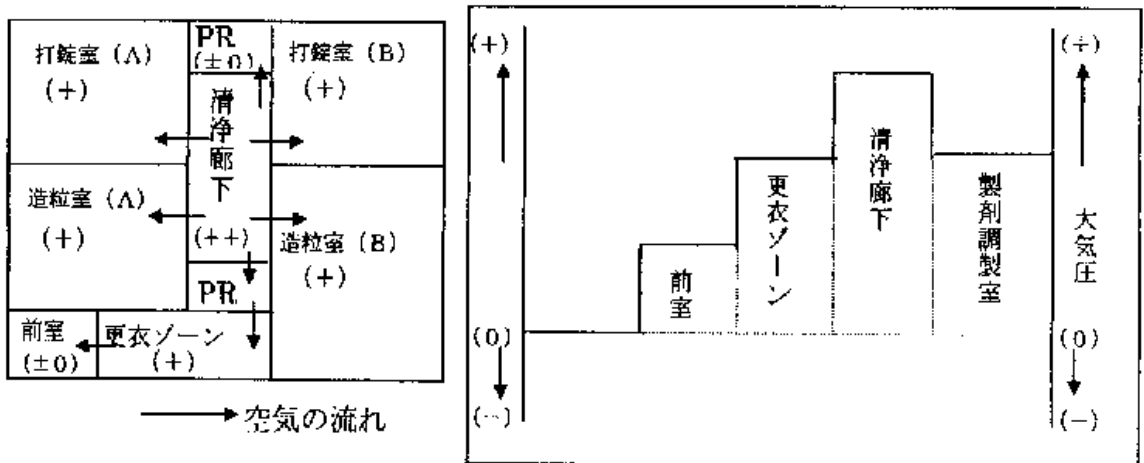 打錠室（A）
(+)
PR
(±0)
打錠室（B）
(+)
清浄廊下
(++)
造粒室（A）
(+)
造粒室（B）
(+)
PR
前室
(±0)
更衣ゾーン
(+)
空気の流れ
(+)
(0)
(-)
前室
更衣ゾーン
清浄廊下
製剤調製室
(+)
大気圧
(0)
(−)